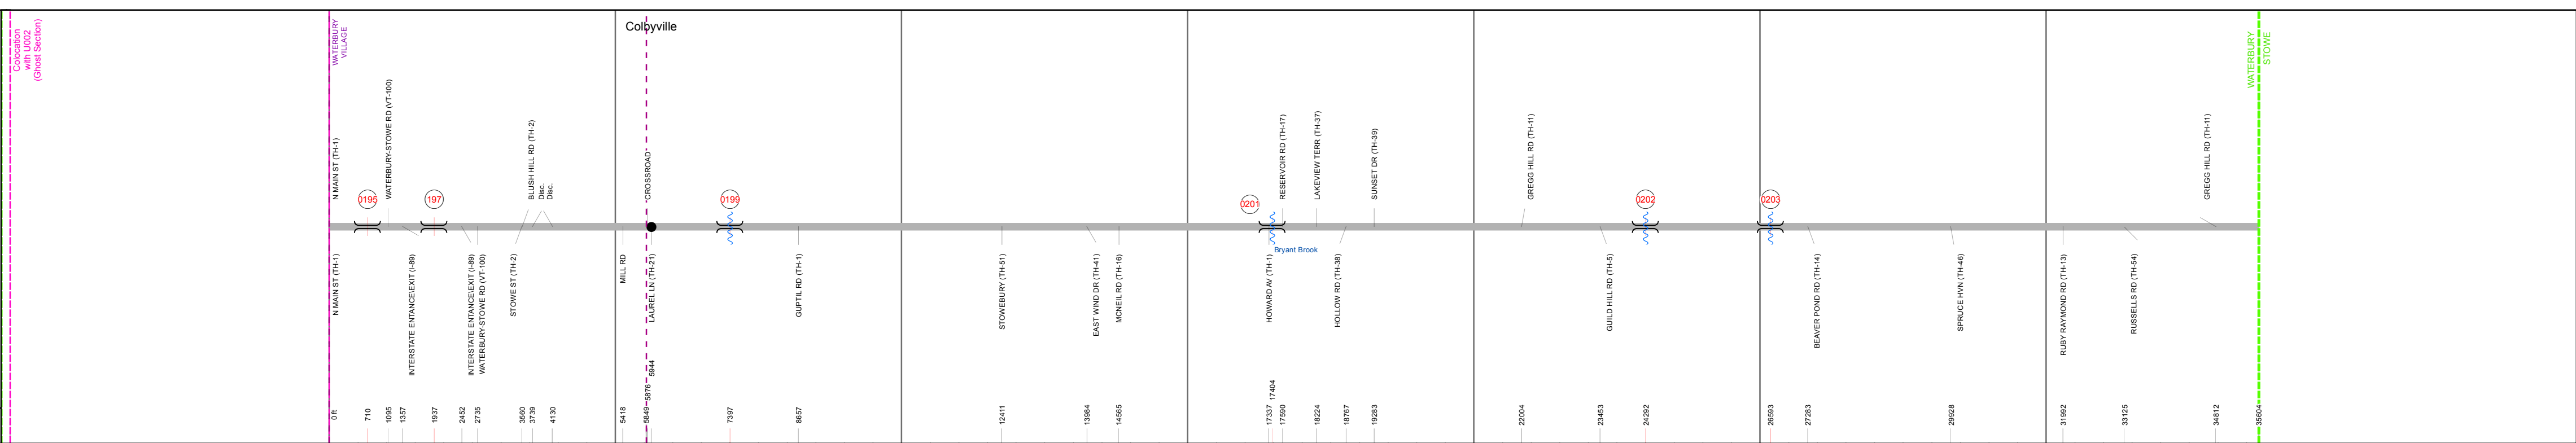 Colocation
with U002
(Ghost Section)
WATERBURY
VILLAGE
Colbyville
WATERBURY
STOWE
N MAIN ST (TH-1)
0195
WATERBURY-STOWE RD (VT-100)
197
BLUSH HILL RD (TH-2)
Disc.
Disc.
*CROSSROAD*
0199
0201
RESERVOIR RD (TH-17)
LAKEVIEW TERR (TH-37)
SUNSET DR (TH-39)
GREGG HILL RD (TH-11)
0202
0203
GREGG HILL RD (TH-11)
Bryant Brook
N MAIN ST (TH-1)
INTERSTATE ENTANCE\EXIT (I-89)
INTERSTATE ENTANCE\EXIT (I-89)
WATERBURY-STOWE RD (VT-100)
STOWE ST (TH-2)
MILL RD
LAUREL LN (TH-21)
GUPTIL RD (TH-1)
STOWEBURY (TH-51)
EAST WIND DR (TH-41)
MCNEIL RD (TH-16)
HOWARD AV (TH-1)
HOLLOW RD (TH-38)
GUILD HILL RD (TH-5)
BEAVER POND RD (TH-14)
SPRUCE HVN (TH-46)
RUBY RAYMOND RD (TH-13)
RUSSELLS RD (TH-54)
0 ft
710
1095
1357
1937
2452
2735
3560
3739
4130
5418
5849
5876
5944
7397
8657
12411
13984
14565
17337
17404
17590
18224
18767
19283
22004
23453
24292
26593
27283
29928
31992
33125
34812
35604